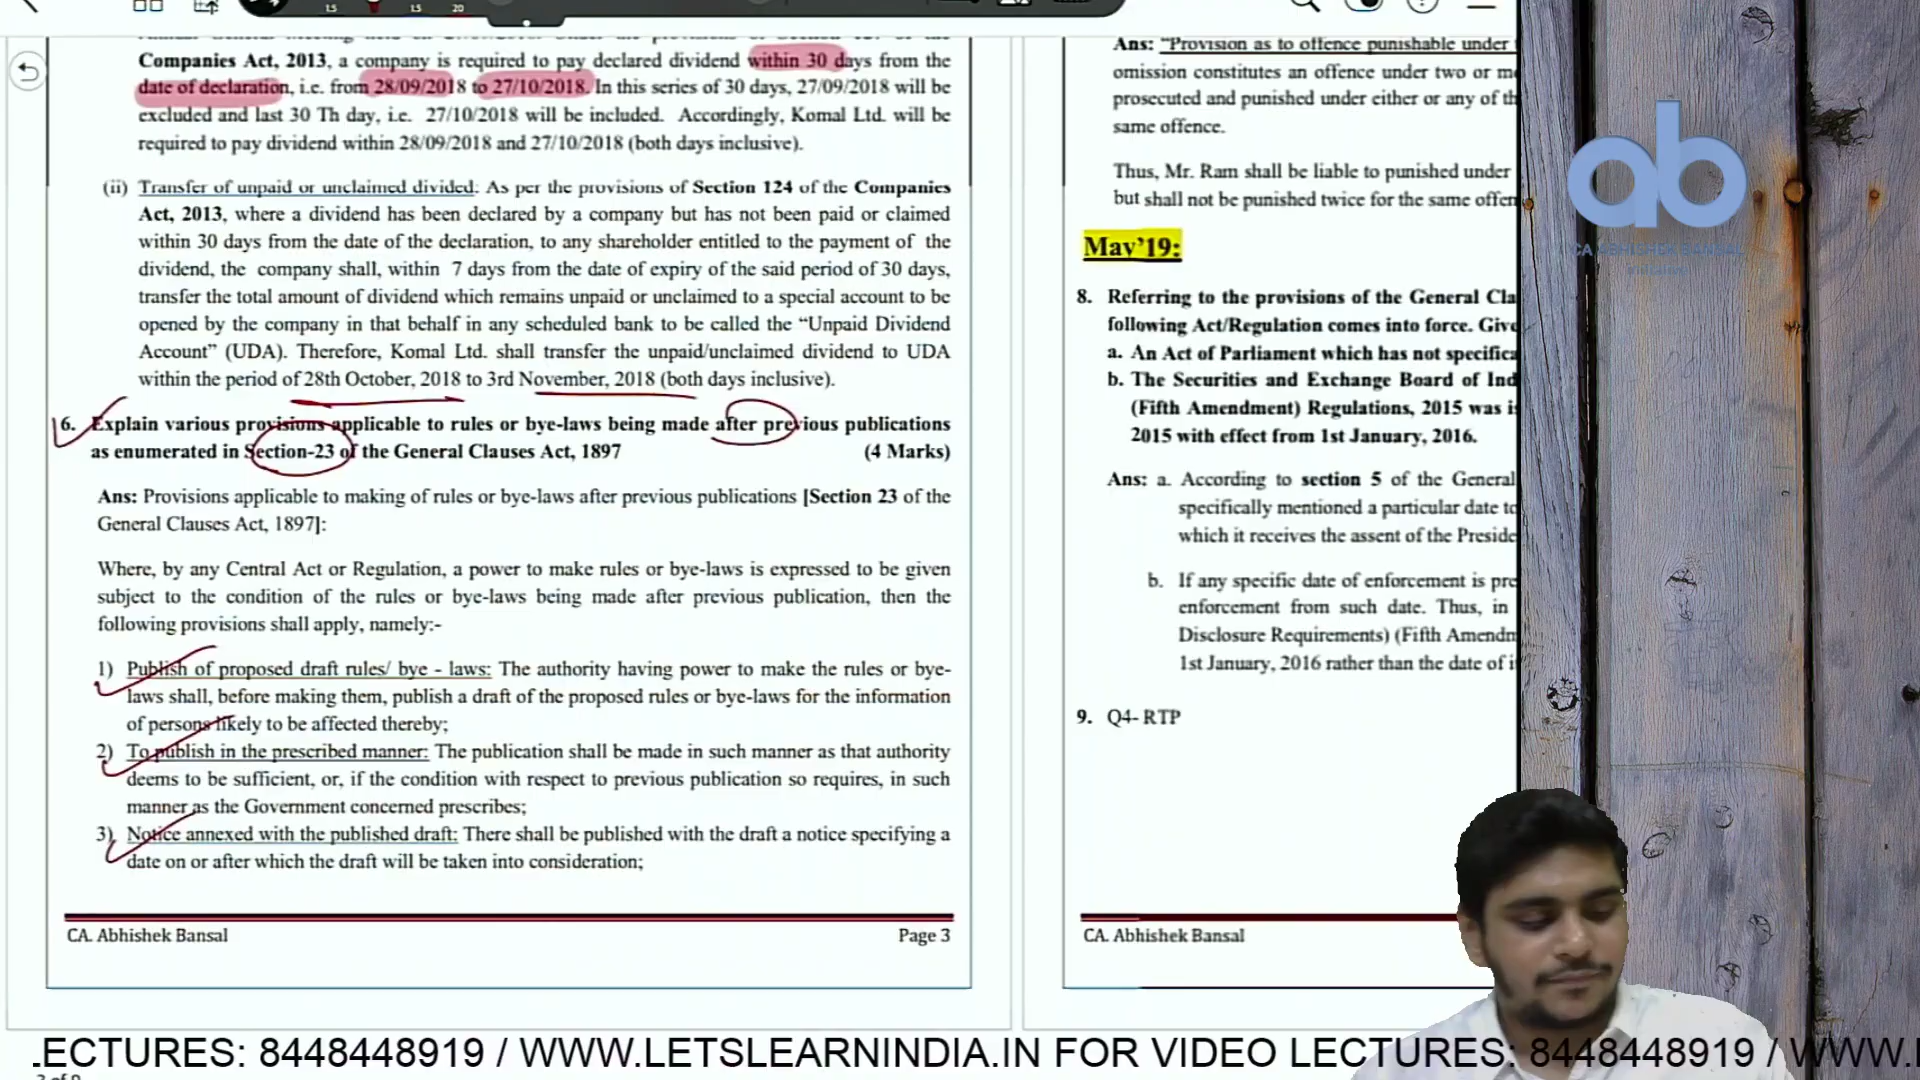 Companies Act, 2013, a company is required to pay declared dividend within 30 days from the
date of declaration, i.e. from 28/09/2018 to 27/10/2018. In this series of 30 days, 27/09/2018 will be
excluded and last 30 Th day, i.e. 27/10/2018 will be included. Accordingly, Komal Ltd. will be
required to pay dividend within 28/09/2018 and 27/10/2018 (both days inclusive).
(ii) Transfer of unpaid or unclaimed divided: As per the provisions of Section 124 of the Companies
Act, 2013, where a dividend has been declared by a company but has not been paid or claimed
within 30 days from the date of the declaration, to any shareholder entitled to the payment of the
dividend, the company shall, within 7 days from the date of expiry of the said period of 30 days,
transfer the total amount of dividend which remains unpaid or unclaimed to a special account to be
opened by the company in that behalf in any scheduled bank to be called the “Unpaid Dividend
Account” (UDA). Therefore, Komal Ltd. shall transfer the unpaid/unclaimed dividend to UDA
within the period of 28th October, 2018 to 3rd November, 2018 (both days inclusive).
6. Explain various provisions applicable to rules or bye-laws being made after previous publications
as enumerated in Section-23 of the General Clauses Act, 1897 (4 Marks)
Ans: Provisions applicable to making of rules or bye-laws after previous publications [Section 23 of the
General Clauses Act, 1897]:
Where, by any Central Act or Regulation, a power to make rules or bye-laws is expressed to be given
subject to the condition of the rules or bye-laws being made after previous publication, then the
following provisions shall apply, namely:-
1) Publish of proposed draft rules/ bye - laws: The authority having power to make the rules or bye-
laws shall, before making them, publish a draft of the proposed rules or bye-laws for the information
of persons likely to be affected thereby;
2) To publish in the prescribed manner: The publication shall be made in such manner as that authority
deems to be sufficient, or, if the condition with respect to previous publication so requires, in such
manner as the Government concerned prescribes;
3) Notice annexed with the published draft: There shall be published with the draft a notice specifying a
date on or after which the draft will be taken into consideration;
CA. Abhishek Bansal Page 3
Ans: “Provision as to offence punishable under
omission constitutes an offence under two or
prosecuted and punished under either or any of
same offence.
Thus, Mr. Ram shall be liable to punished under
but shall not be punished twice for the same
May’19:
8. Referring to the provisions of the General
following Act/Regulation comes into force.
a. An Act of Parliament which has not
b. The Securities and Exchange Board of
(Fifth Amendment) Regulations, 2015 was
2015 with effect from 1st January, 2016.
Ans: a. According to section 5 of the General
specifically mentioned a particular date
which it receives the assent of the
b. If any specific date of enforcement is
enforcement from such date. Thus, in
Disclosure Requirements) (Fifth
1st January, 2016 rather than the date of
9. Q4- RTP
CA. Abhishek Bansal
ab
CA ABHISHEK BANSAL
ECTURES: 8448448919 / WWW.LETSLEARNINDIA.IN FOR VIDEO LECTURES: 8448448919 / WWW.